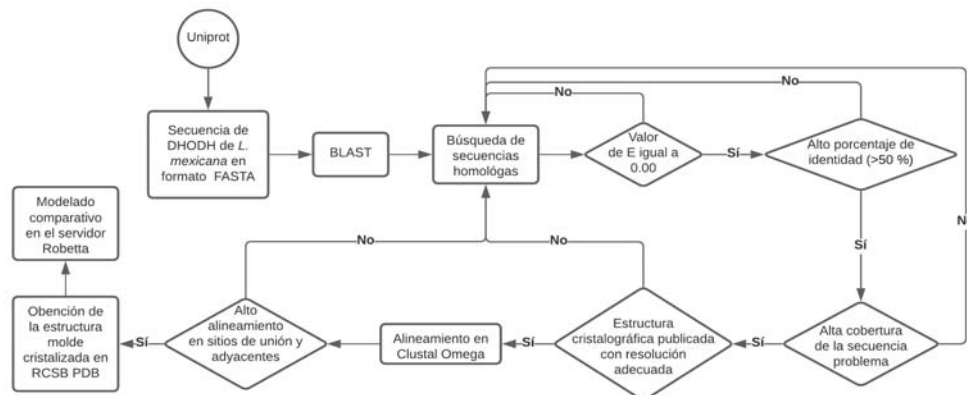 Uniprot
Secuencia de
DHODH de L.
mexicana en
formato FASTA
BLAST
Búsqueda de
secuencias
homológas
No
No
No
Valor
de E igual a
0.00
Sí
Alto porcentaje de
identidad (>50 %)
Sí
N
Alta cobertura
de la secuencia
problema
Sí
Estructura
cristalográfica publicada
con resolución
adecuada
No
Sí
Alineamiento en
Clustal Omega
Alto
alineamiento
en sitios de unión y
adyacentes
No
Sí
Obención de
la estructura
molde
cristalizada en
RCSB PDB
Modelado
comparativo
en el servidor
Robetta